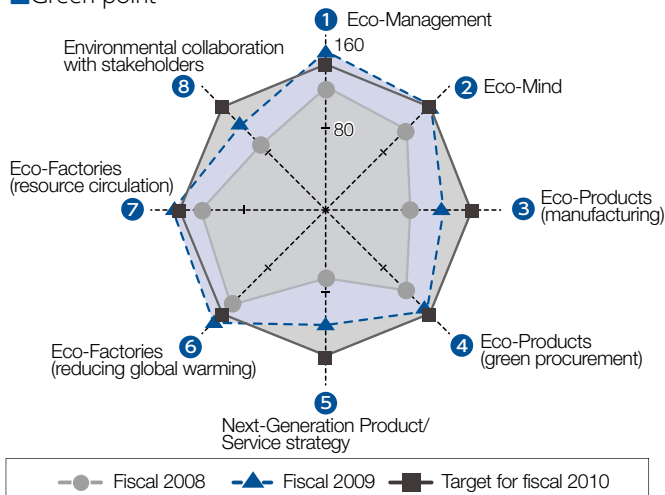 Green point
1 Eco-Management
160
Environmental collaboration
with stakeholders
8
2 Eco-Mind
80
Eco-Factories
(resource circulation)
7
3 Eco-Products
(manufacturing)
Eco-Factories
(reducing global warming)
6
4 Eco-Products
(green procurement)
5
Next-Generation Product/
Service strategy
Fiscal 2008 Fiscal 2009 Target for fiscal 2010